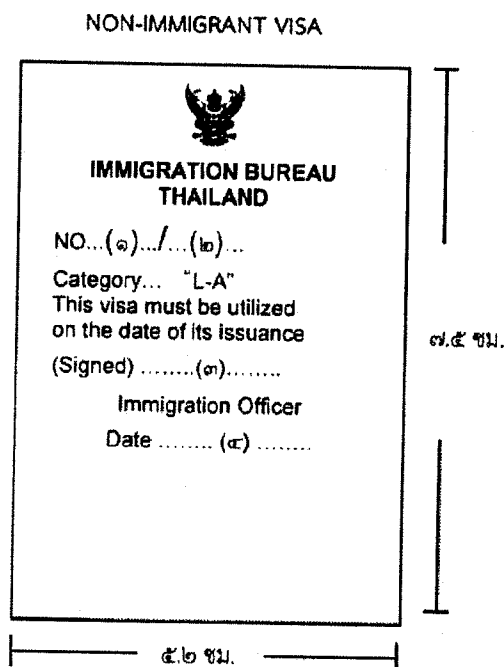 NON-IMMIGRANT VISA
IMMIGRATION BUREAU
THAILAND
NO...(๑).../...(๒)...
Category... "L-A"
This visa must be utilized
on the date of its issuance
(Signed) ........(๓)........
Immigration Officer
Date ........ (๔) ........
๗.๕ ซม.
๕.๒ ซม.